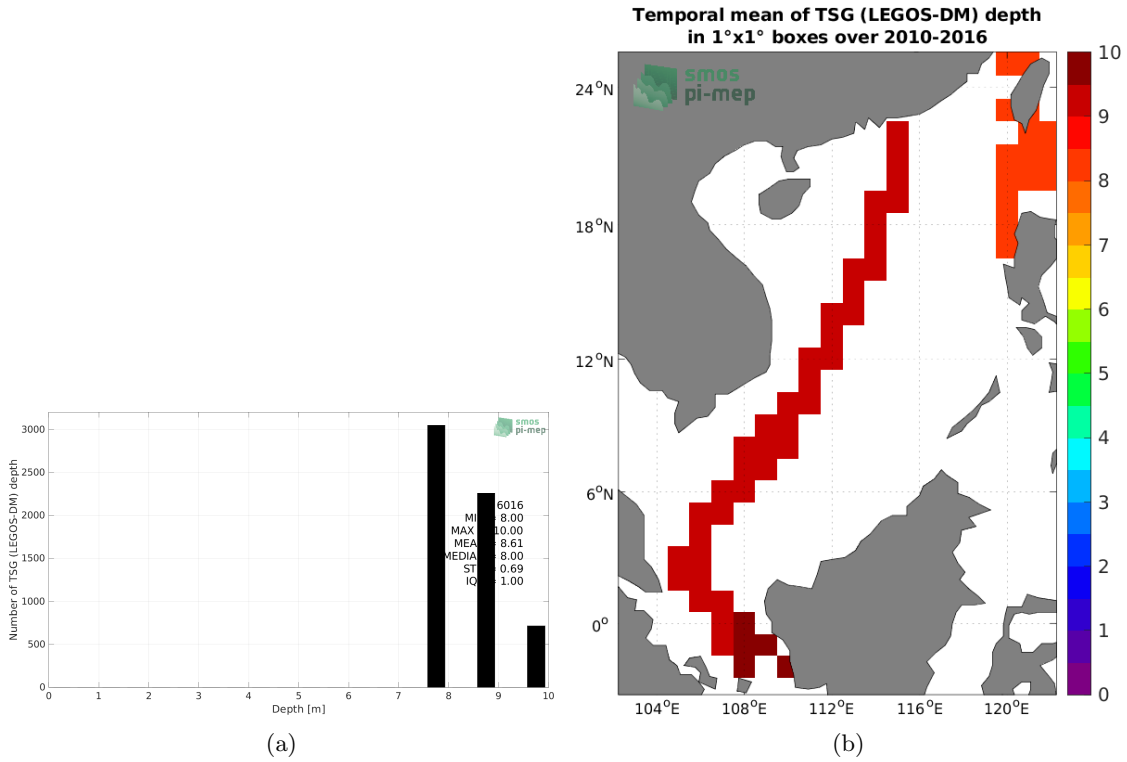 Temporal mean of TSG (LEGOS-DM) depth
in 1°x1° boxes over 2010-2016
smos
pi-mep
24°N
18°N
12°N
6°N
0°
104°E 108°E 112°E 116°E 120°E
10
9
8
7
6
5
4
3
2
1
0
smos
pi-mep
Number of TSG (LEGOS-DM) depth
3000
2500
2000
1500
1000
500
0
6016
8.00
MAX 10.00
8.61
MEDIAN 8.00
0.69
1.00
0 1 2 3 4 5 6 7 8 9 10
Depth [m]
(a)
(b)